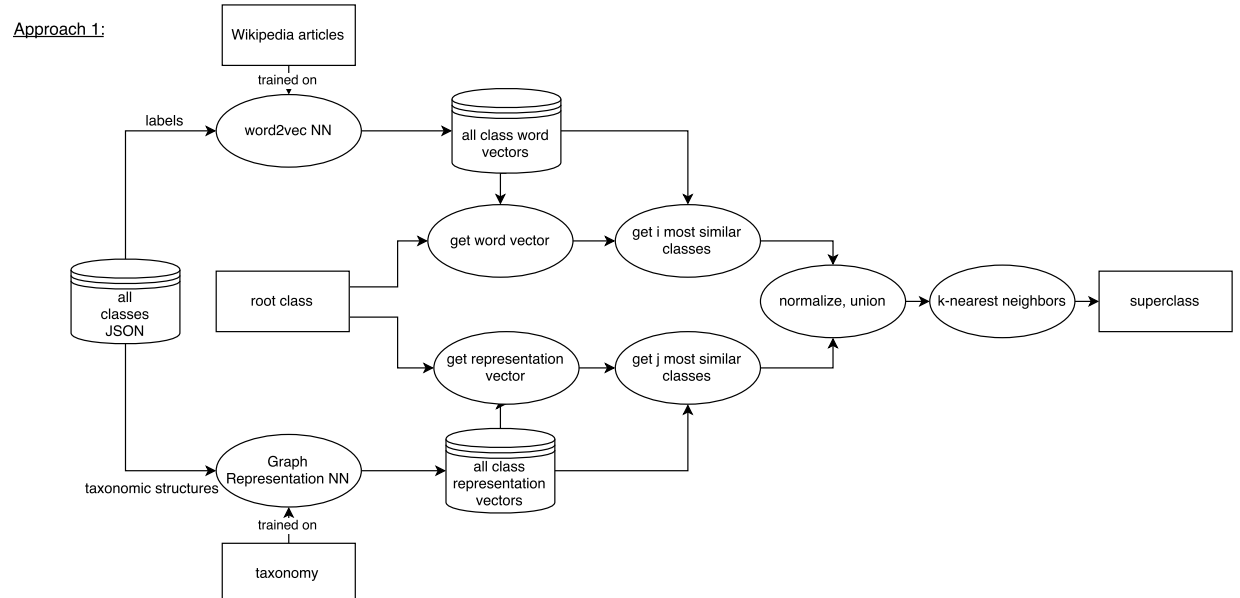 Approach 1:
Wikipedia articles
trained on
labels
word2vec NN
all class word
vectors
get word vector
get i most similar
classes
all
classes
JSON
root class
normalize, union
k-nearest neighbors
superclass
get representation
vector
get j most similar
classes
Graph
Representation NN
taxonomic structures
all class
representation
vectors
trained on
taxonomy